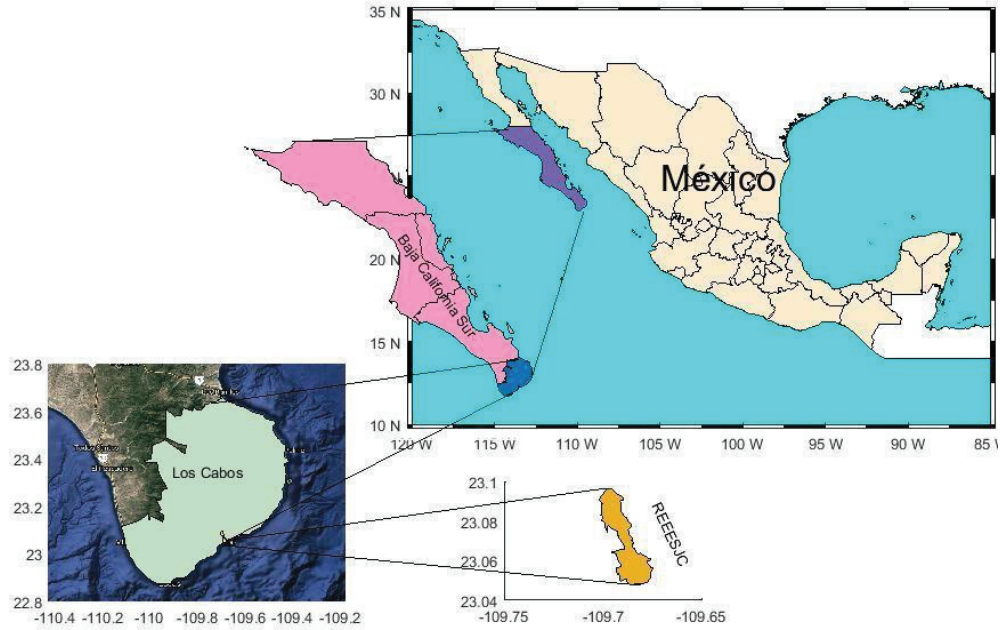 35 N
30 N
México
20 N
15 N
10 N
120 W
115 W
110 W
105 W
100 W
95 W
90 W
85 W
Baja California Sur
23.8
23.6
23.4
23.2
23
22.8
Los Cabos
-110.4
-110.2
-110
-109.8
-109.6
-109.4
-109.2
23.1
23.08
23.06
23.04
REEESJC
-109.75
-109.7
-109.65